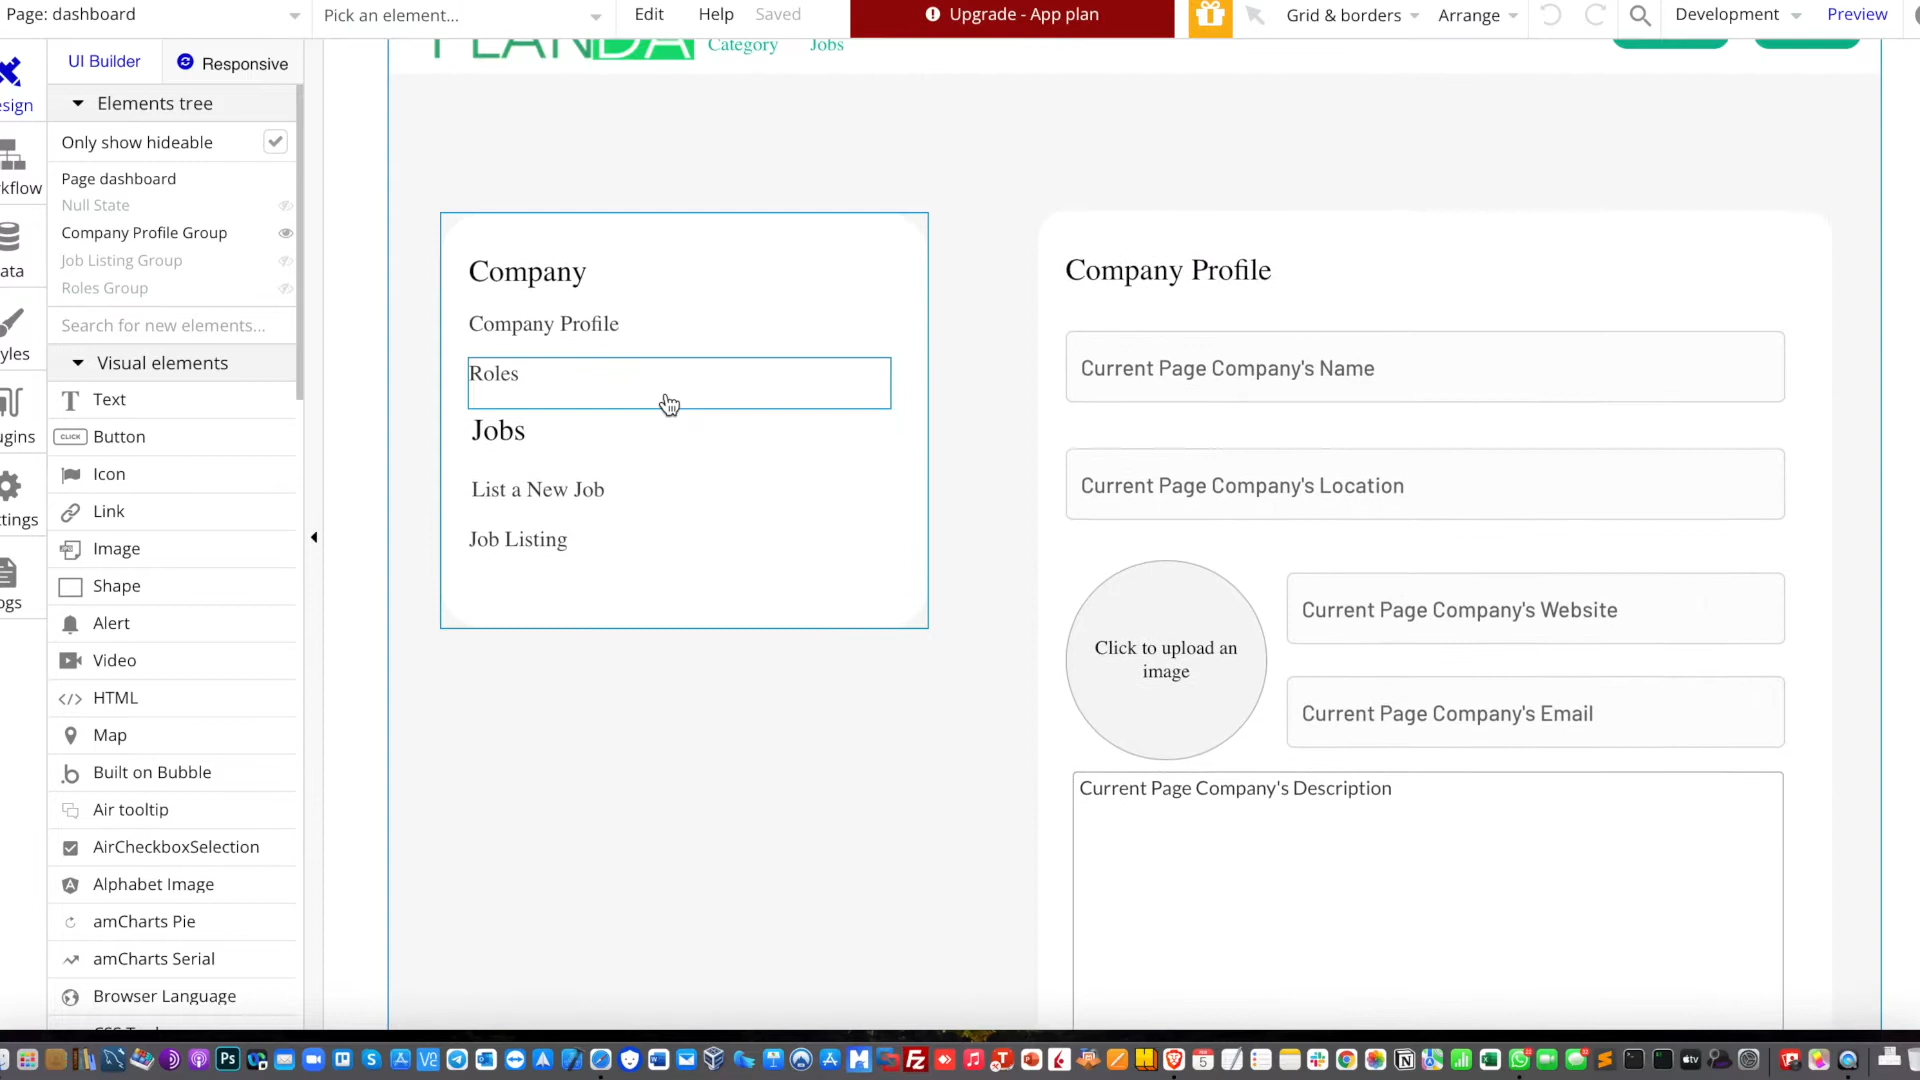 Page: dashboard
Pick an element...
Edit
Help
Saved
Upgrade - App plan
Grid & borders
Arrange
Development
Preview
UI Builder
Responsive
Elements tree
Only show hideable
Page dashboard
Null State
Company Profile Group
Job Listing Group
Roles Group
Search for new elements...
Visual elements
Text
CLICK
Button
Icon
Link
Image
Shape
Alert
Video
HTML
Map
Built on Bubble
Air tooltip
AirCheckboxSelection
Alphabet Image
amCharts Pie
amCharts Serial
Browser Language
esign
rkflow
ata
yles
ugins
ttings
ogs
PLANDA
Category
Jobs
Company
Company Profile
Roles
Jobs
List a New Job
Job Listing
Company Profile
Current Page Company's Name
Current Page Company's Location
Click to upload an
image
Current Page Company's Website
Current Page Company's Email
Current Page Company's Description